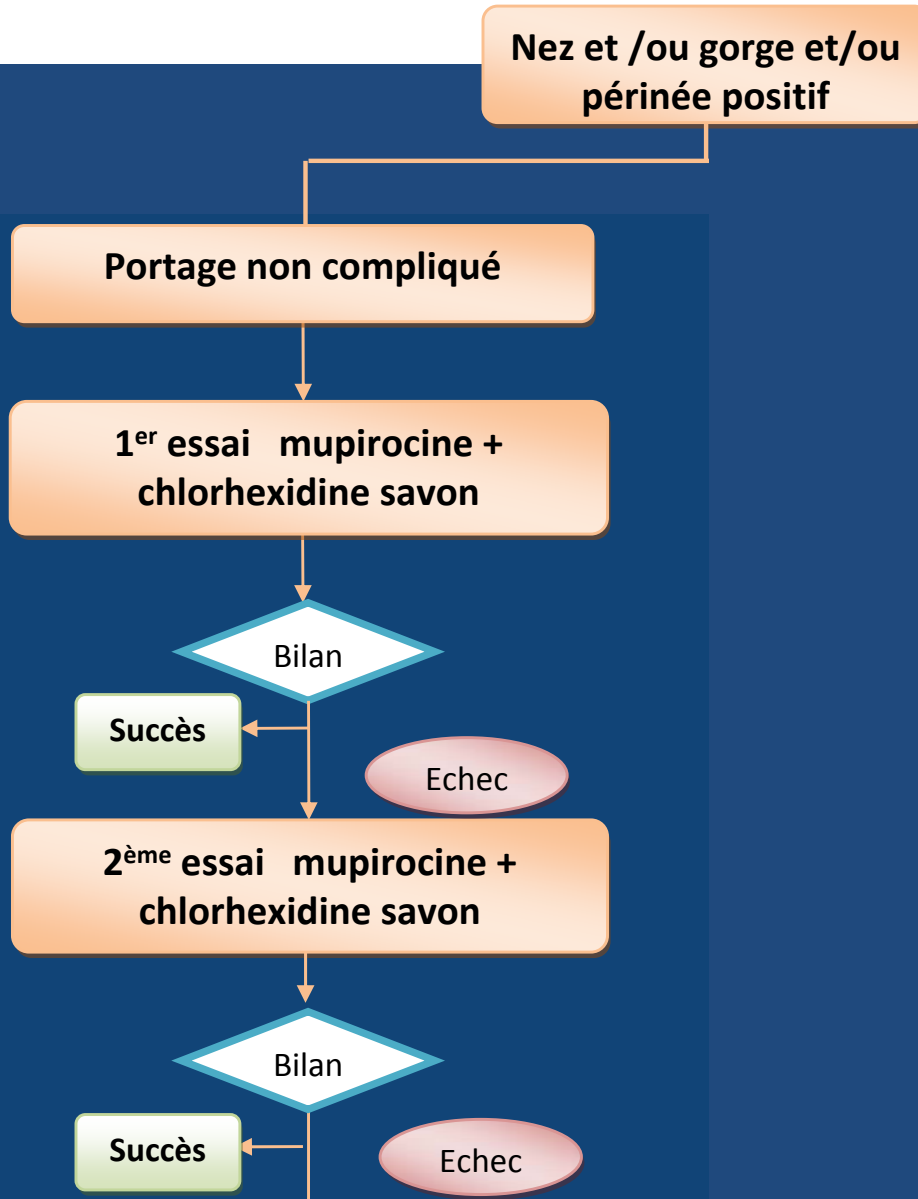 Nez et /ou gorge et/ou
périnée positif
Portage non compliqué
1er essai mupirocine +
chlorhexidine savon
Bilan
Succès
Echec
2ème essai mupirocine +
chlorhexidine savon
Bilan
Succès
Echec